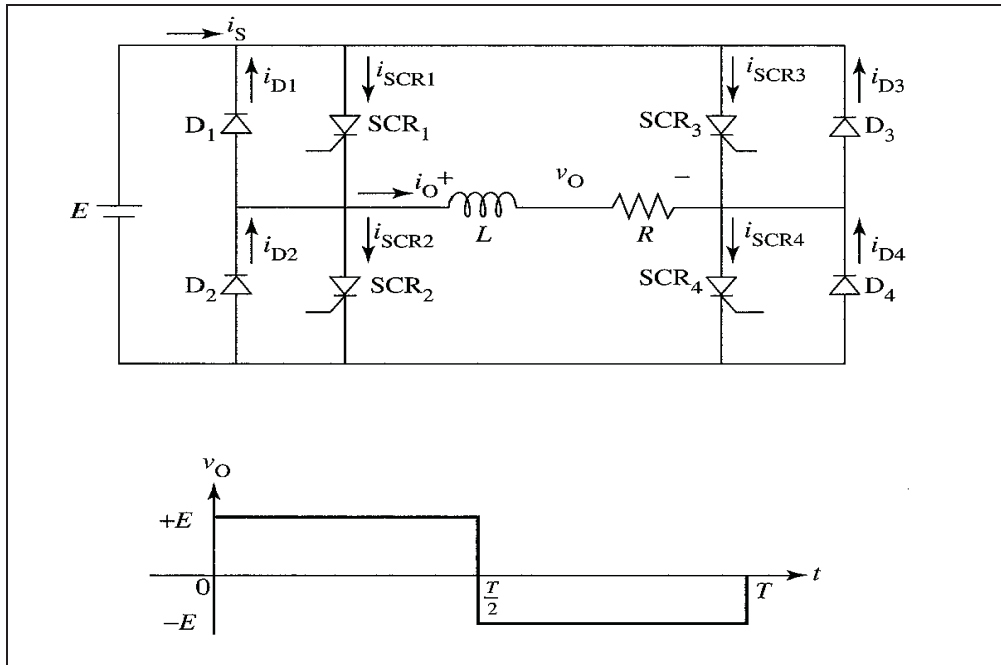 i_S
i_D1 i_SCR1 i_SCR3 i_D3
D_1 SCR_1 SCR_3 D_3
i_O + v_O −
E i_D2 i_SCR2 L R i_SCR4 i_D4
D_2 SCR_2 SCR_4 D_4
v_O
+E
0 T/2 T t
−E